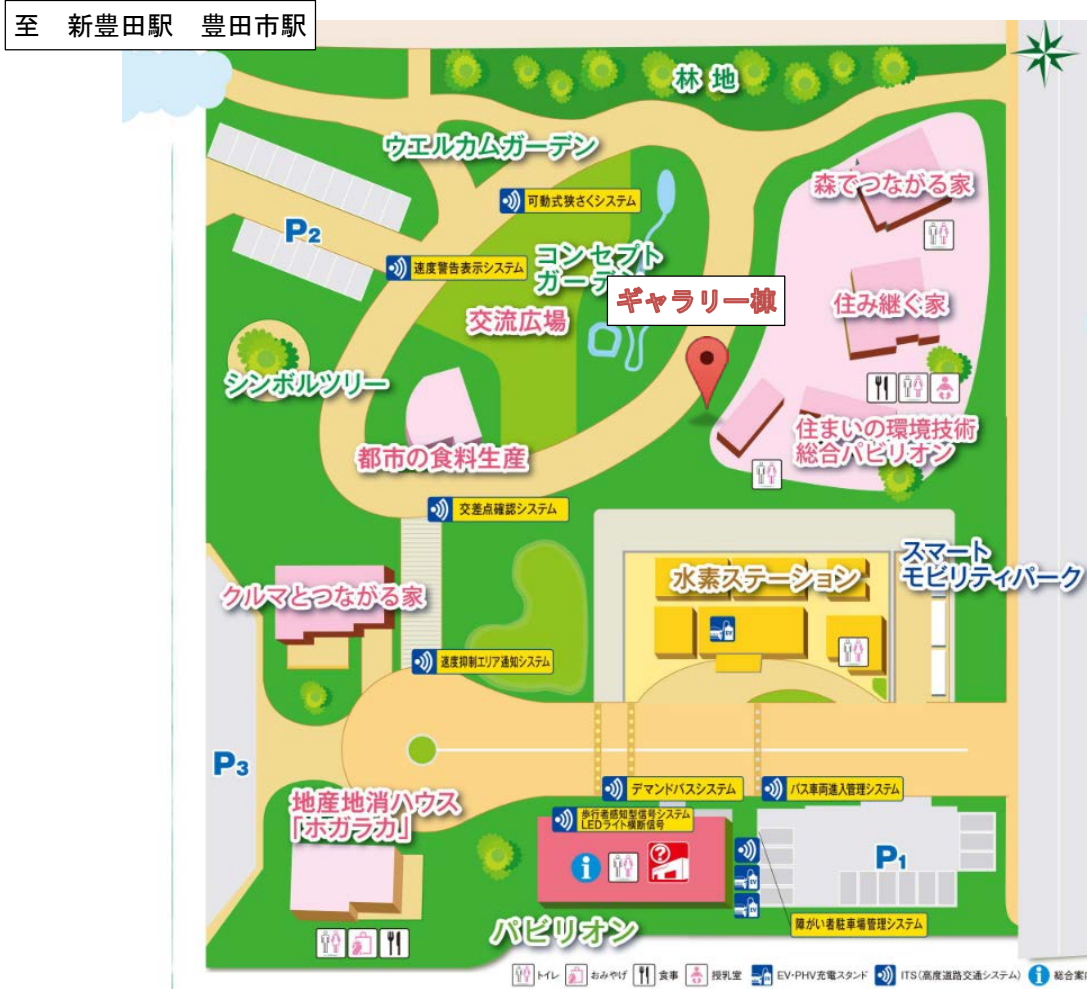 至　新豊田駅　豊田市駅
林地
ウエルカムガーデン
森でつながる家
可動式狭さくシステム
P2
コンセプト
ガーデン
速度警告表示システム
ギャラリー棟
住み継ぐ家
交流広場
シンボルツリー
住まいの環境技術
総合パビリオン
都市の食料生産
交差点確認システム
スマート
モビリティパーク
水素ステーション
クルマとつながる家
EV
速度抑制エリア通知システム
P3
デマンドバスシステム
バス車両進入管理システム
地産地消ハウス
「ホガラカ」
歩行者感知型信号システム
LEDライト横断信号
P1
i
?
EV
EV
障がい者駐車場管理システム
パビリオン
トイレ
おみやげ
食事
授乳室
EV EV・PHV充電スタンド
ITS（高度道路交通システム）
i 総合案